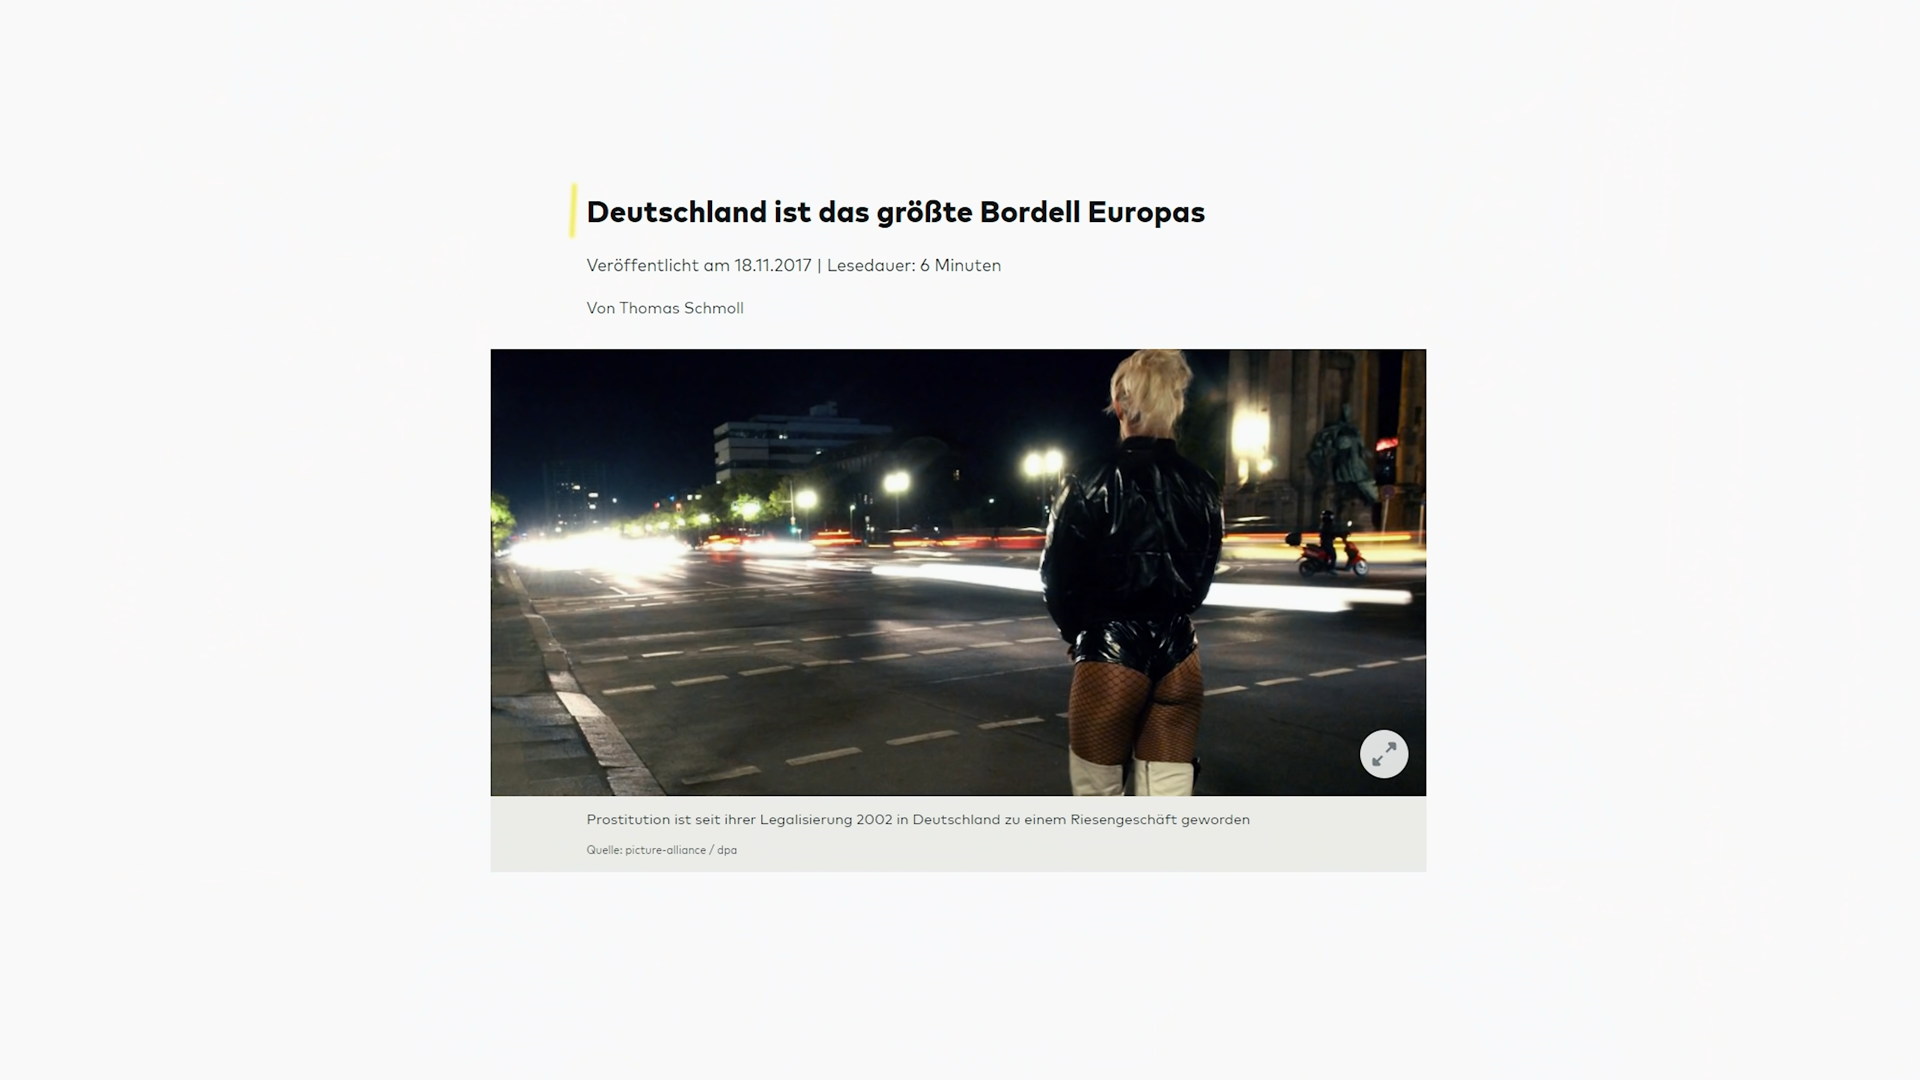 Deutschland ist das größte Bordell Europas
Veröffentlicht am 18.11.2017 | Lesedauer: 6 Minuten
Von Thomas Schmoll
Prostitution ist seit ihrer Legalisierung 2002 in Deutschland zu einem Riesengeschäft geworden
Quelle: picture-alliance / dpa